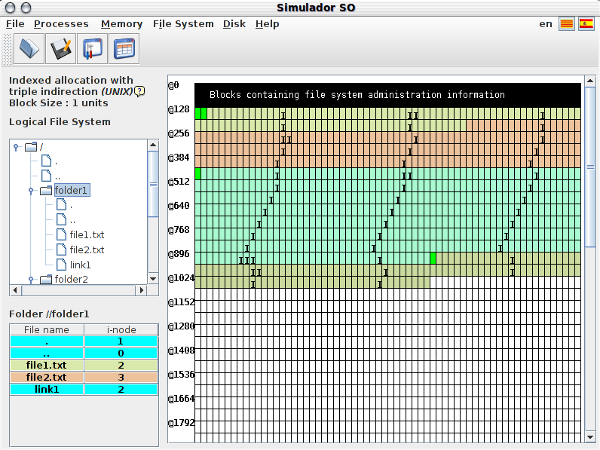 Simulador SO
File Processes Memory File System Disk Help en
Indexed allocation with
triple indirection (UNIX)?
Block Size : 1 units
Logical File System
/
.
..
folder1
.
..
file1.txt
file2.txt
link1
folder2
Folder //folder1
File name i-node
. 1
.. 0
file1.txt 2
file2.txt 3
link1 2
@0
Blocks containing file system administration information
@128
I I I I
@256
I I I I I
@384
I I I
@512
I I I I
@640
I I I
@768
I I I
@896
I I I
I I I I I
@1024
I I I I
I I
@1152
@1280
@1408
@1536
@1664
@1792